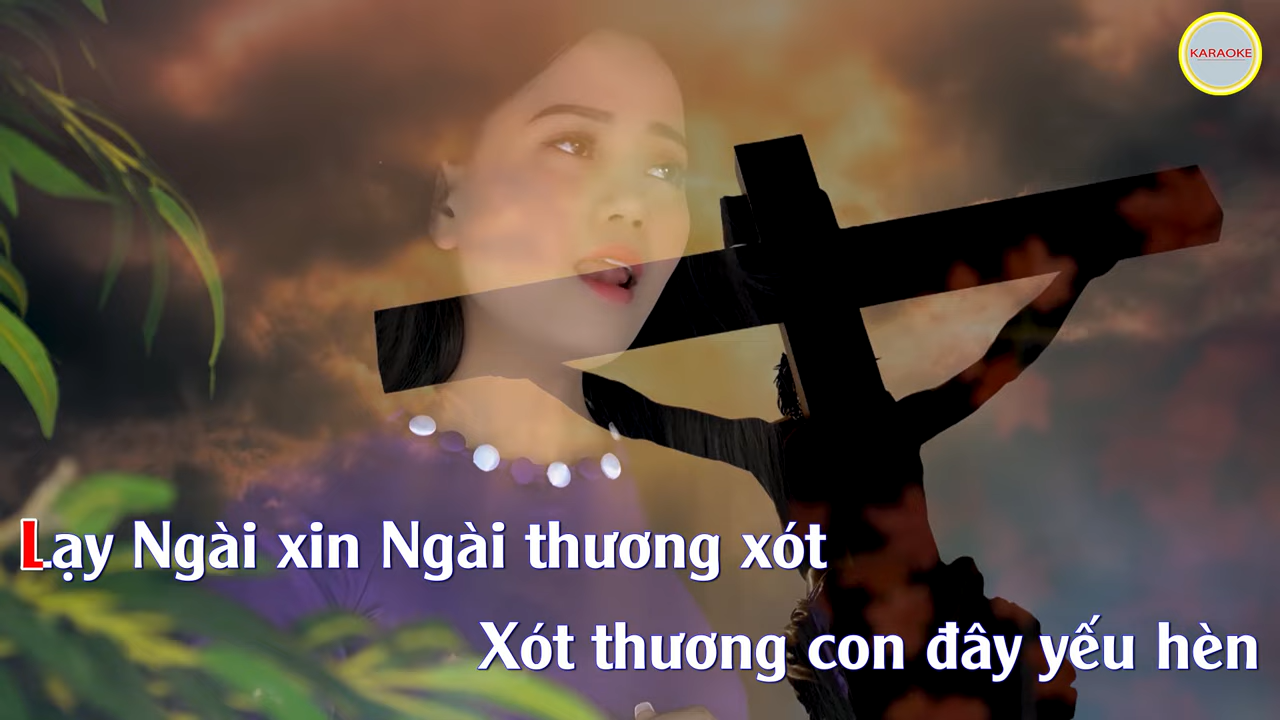 KARAOKE
Lạy Ngài xin Ngài thương xót
Xót thương con đây yếu hèn